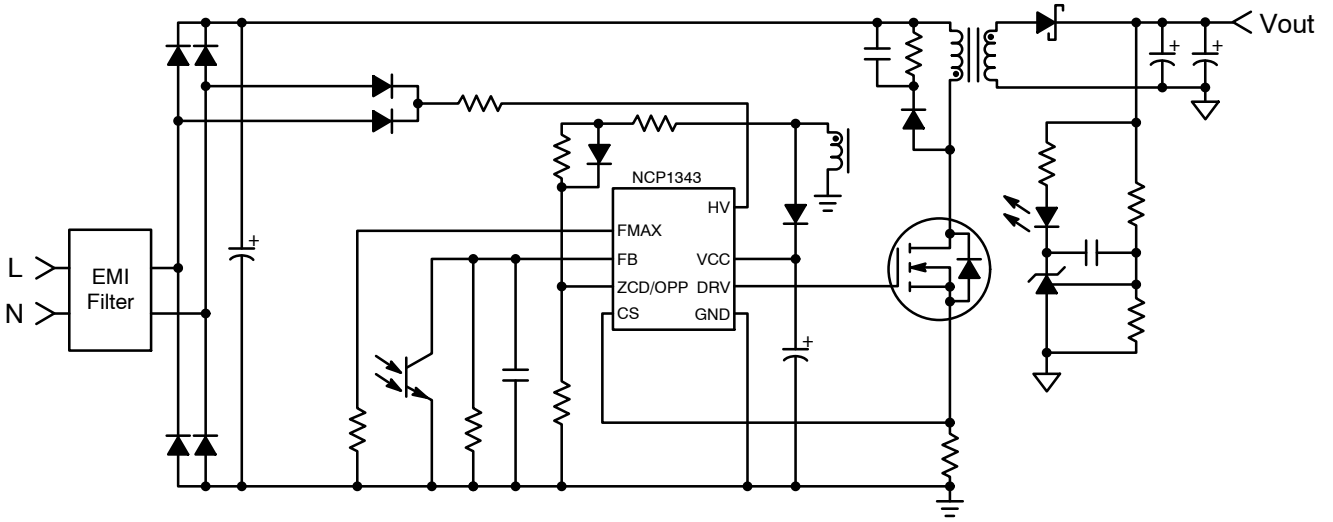 Vout
NCP1343
HV
FMAX
FB
VCC
ZCD/OPP
DRV
CS
GND
L
N
EMI
Filter
+
+
+
+